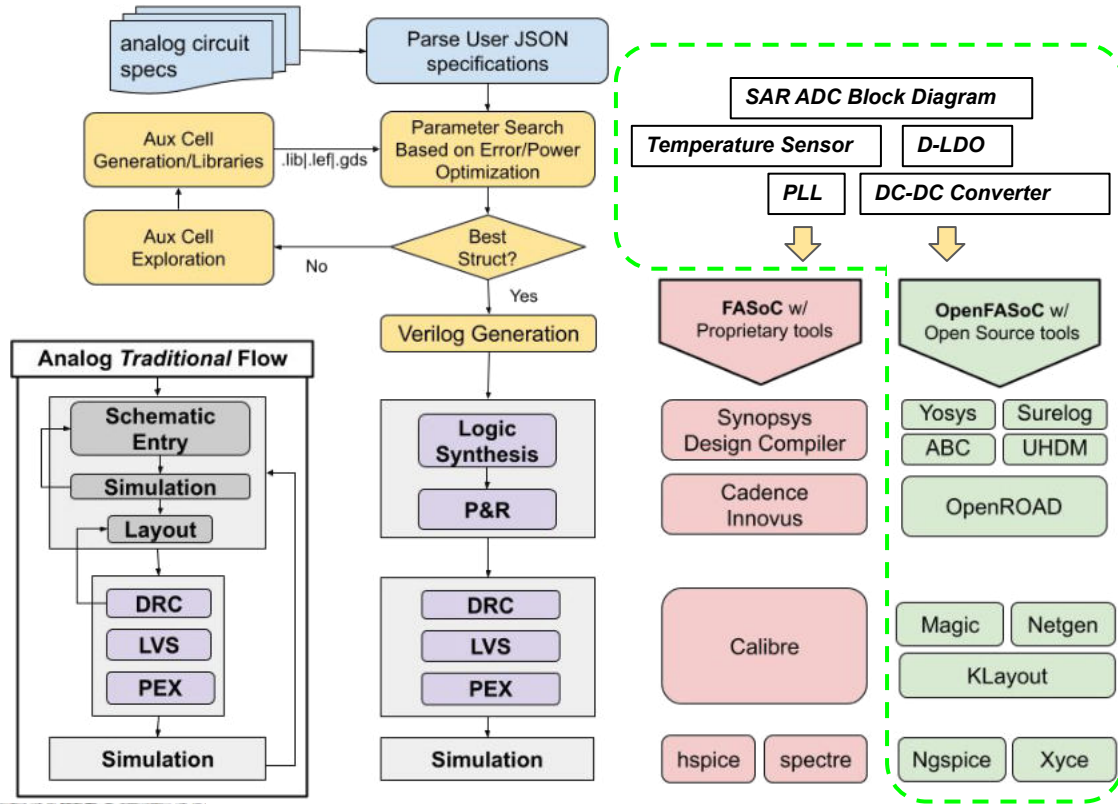 analog circuit
specs
Parse User JSON
specifications
Aux Cell
Generation/Libraries
.lib|.lef|.gds
Parameter Search
Based on Error/Power
Optimization
Aux Cell
Exploration
No
Best
Struct?
Yes
Verilog Generation
SAR ADC Block Diagram
Temperature Sensor
D-LDO
PLL
DC-DC Converter
FASoC w/
Proprietary tools
OpenFASoC w/
Open Source tools
Analog Traditional Flow
Schematic
Entry
Simulation
Layout
DRC
LVS
PEX
Simulation
Logic
Synthesis
P&R
DRC
LVS
PEX
Simulation
Synopsys
Design Compiler
Cadence
Innovus
Calibre
hspice
spectre
Yosys
Surelog
ABC
UHDM
OpenROAD
Magic
Netgen
KLayout
Ngspice
Xyce